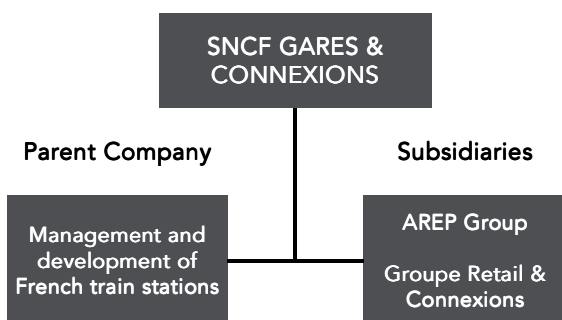 SNCF GARES &
CONNEXIONS
Parent Company
Subsidiaries
Management and
development of
French train stations
AREP Group
Groupe Retail &
Connexions